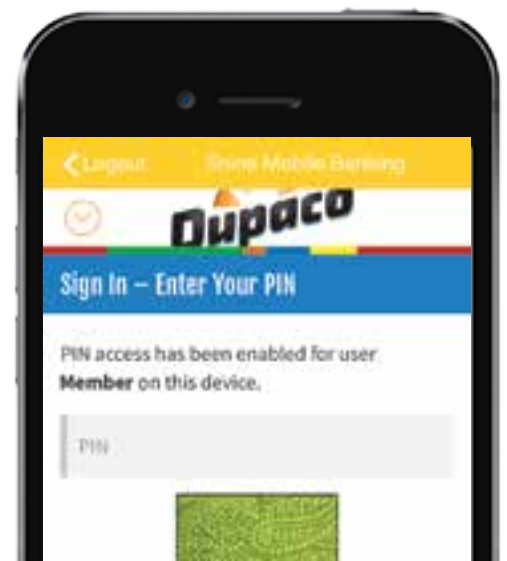 Logout Shine Mobile Banking
Dupaco
Sign In – Enter Your PIN
PIN access has been enabled for user
Member on this device.
PIN